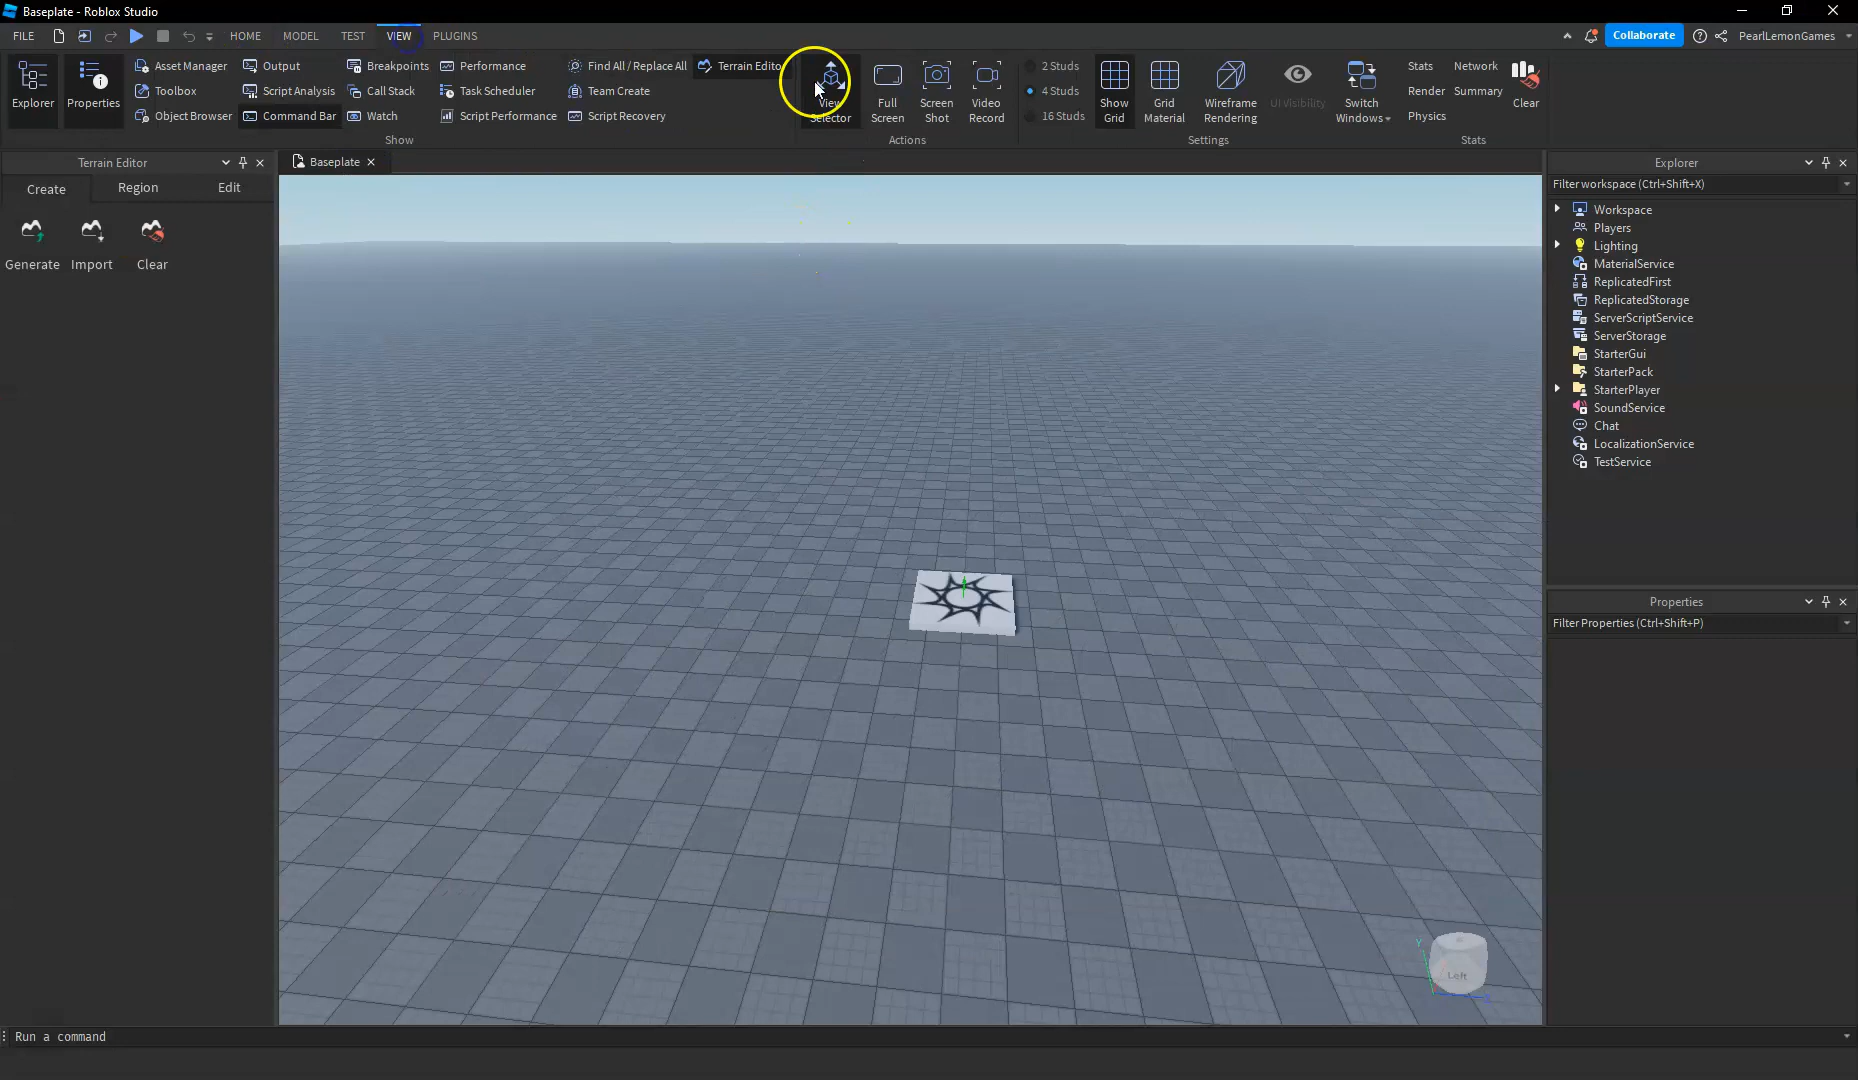 Baseplate - Roblox Studio
FILE HOME MODEL TEST VIEW PLUGINS Collaborate PearlLemonGames
Explorer
Properties
Asset Manager
Toolbox
Object Browser
Output
Script Analysis
Command Bar
Breakpoints
Call Stack
Watch
Performance
Task Scheduler
Script Performance
Find All / Replace All
Team Create
Script Recovery
Terrain Edito
Show
View
Selector
Full
Screen
Screen
Shot
Video
Record
Actions
2 Studs
4 Studs
16 Studs
Show
Grid
Grid
Material
Wireframe
Rendering
UI Visibility
Switch
Windows
Settings
Stats
Render
Physics
Network
Summary
Clear
Stats
Terrain Editor
Create Region Edit
Generate Import Clear
Baseplate
Explorer
Filter workspace (Ctrl+Shift+X)
Workspace
Players
Lighting
MaterialService
ReplicatedFirst
ReplicatedStorage
ServerScriptService
ServerStorage
StarterGui
StarterPack
StarterPlayer
SoundService
Chat
LocalizationService
TestService
Properties
Filter Properties (Ctrl+Shift+P)
Y
Left
Run a command